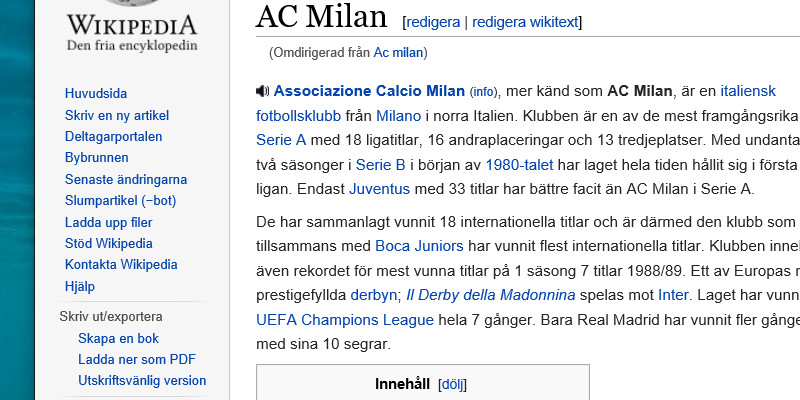 WIKIPEDIA
Den fria encyklopedin
Huvudsida
Skriv en ny artikel
Deltagarportalen
Bybrunnen
Senaste ändringarna
Slumpartikel (−bot)
Ladda upp filer
Stöd Wikipedia
Kontakta Wikipedia
Hjälp
Skriv ut/exportera
Skapa en bok
Ladda ner som PDF
Utskriftsvänlig version
AC Milan [redigera | redigera wikitext]
(Omdirigerad från Ac milan)
Associazione Calcio Milan (info), mer känd som AC Milan, är en italiensk
fotbollsklubb från Milano i norra Italien. Klubben är en av de mest framgångsrika
Serie A med 18 ligatitlar, 16 andraplaceringar och 13 tredjeplatser. Med undanta
två säsonger i Serie B i början av 1980-talet har laget hela tiden hållit sig i första
ligan. Endast Juventus med 33 titlar har bättre facit än AC Milan i Serie A.
De har sammanlagt vunnit 18 internationella titlar och är därmed den klubb som
tillsammans med Boca Juniors har vunnit flest internationella titlar. Klubben inne
även rekordet för mest vunna titlar på 1 säsong 7 titlar 1988/89. Ett av Europas
prestigefyllda derbyn; Il Derby della Madonnina spelas mot Inter. Laget har vunn
UEFA Champions League hela 7 gånger. Bara Real Madrid har vunnit fler gånge
med sina 10 segrar.
Innehåll [dölj]